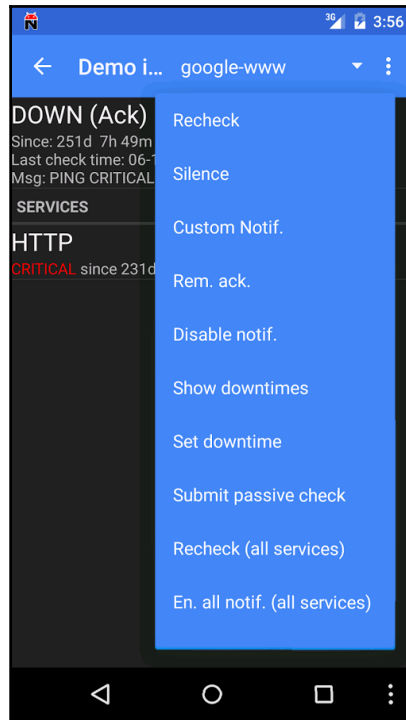 N
3G
3:56
Demo i... google-www
DOWN (Ack)
Since: 251d 7h 49m
Last check time: 06-1
Msg: PING CRITICAL
SERVICES
HTTP
CRITICAL since 231d
Recheck
Silence
Custom Notif.
Rem. ack.
Disable notif.
Show downtimes
Set downtime
Submit passive check
Recheck (all services)
En. all notif. (all services)